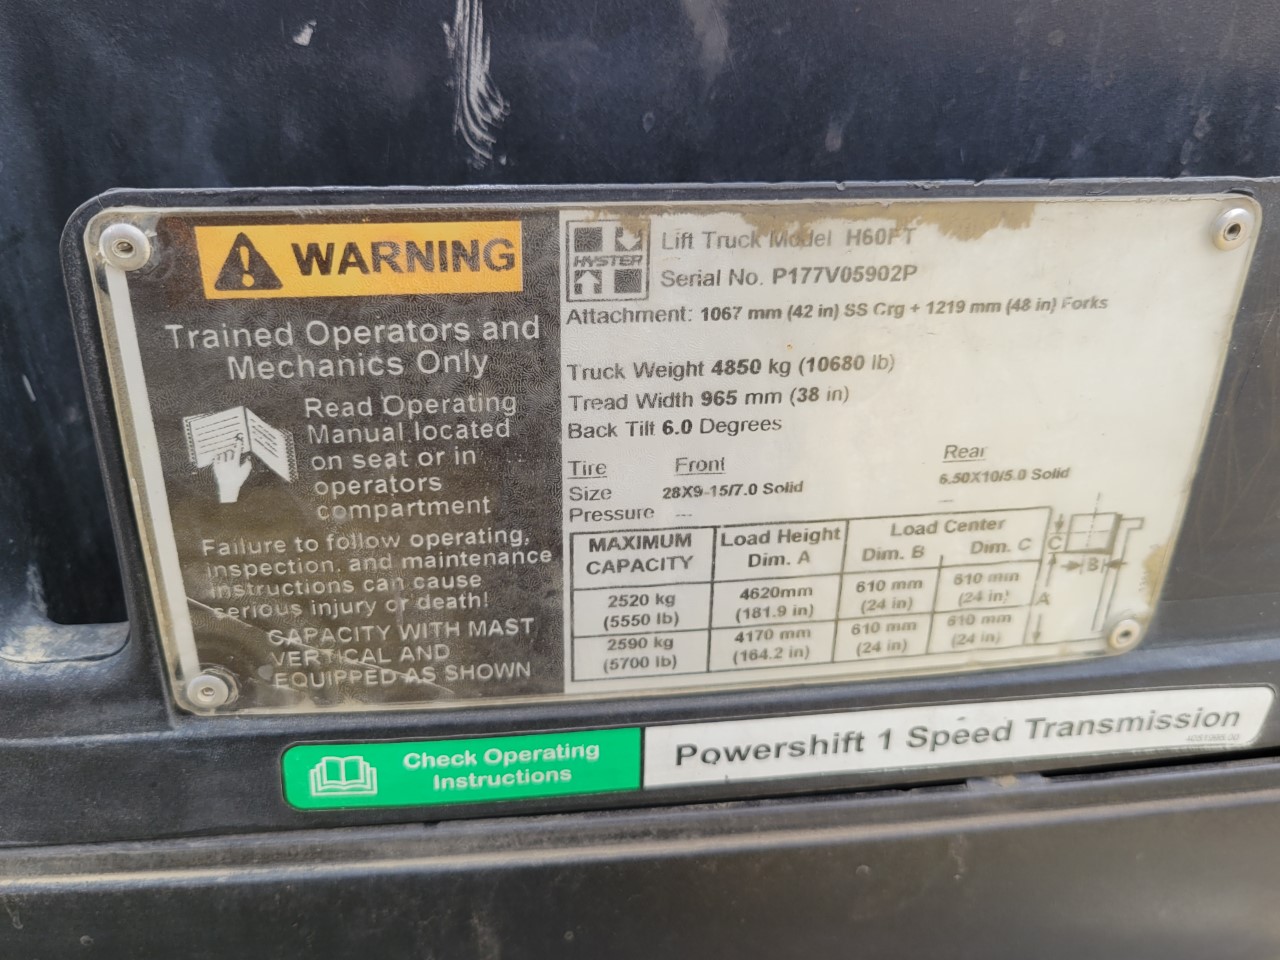 WARNING
Trained Operators and
Mechanics Only
Read Operating
Manual located
on seat or in
operators
compartment
Failure to follow operating,
inspection, and maintenance
instructions can cause
serious injury or death!
CAPACITY WITH MAST
VERTICAL AND
EQUIPPED AS SHOWN
HYSTER
Lift Truck Model H60FT
Serial No. P177V05902P
Attachment: 1067 mm (42 in) SS Crg + 1219 mm (48 in) Forks
Truck Weight 4850 kg (10680 lb)
Tread Width 965 mm (38 in)
Back Tilt 6.0 Degrees
Tire Front Rear
Size 28X9-15/7.0 Solid 6.50X10/5.0 Solid
Pressure --- ---
MAXIMUM CAPACITY Load Height Dim. A Load Center Dim. B Dim. C
2520 kg 4620mm 610 mm 610 mm
(5550 lb) (181.9 in) (24 in) (24 in)
2590 kg 4170 mm 610 mm 610 mm
(5700 lb) (164.2 in) (24 in) (24 in)
C
B
A
Check Operating
Instructions
Powershift 1 Speed Transmission